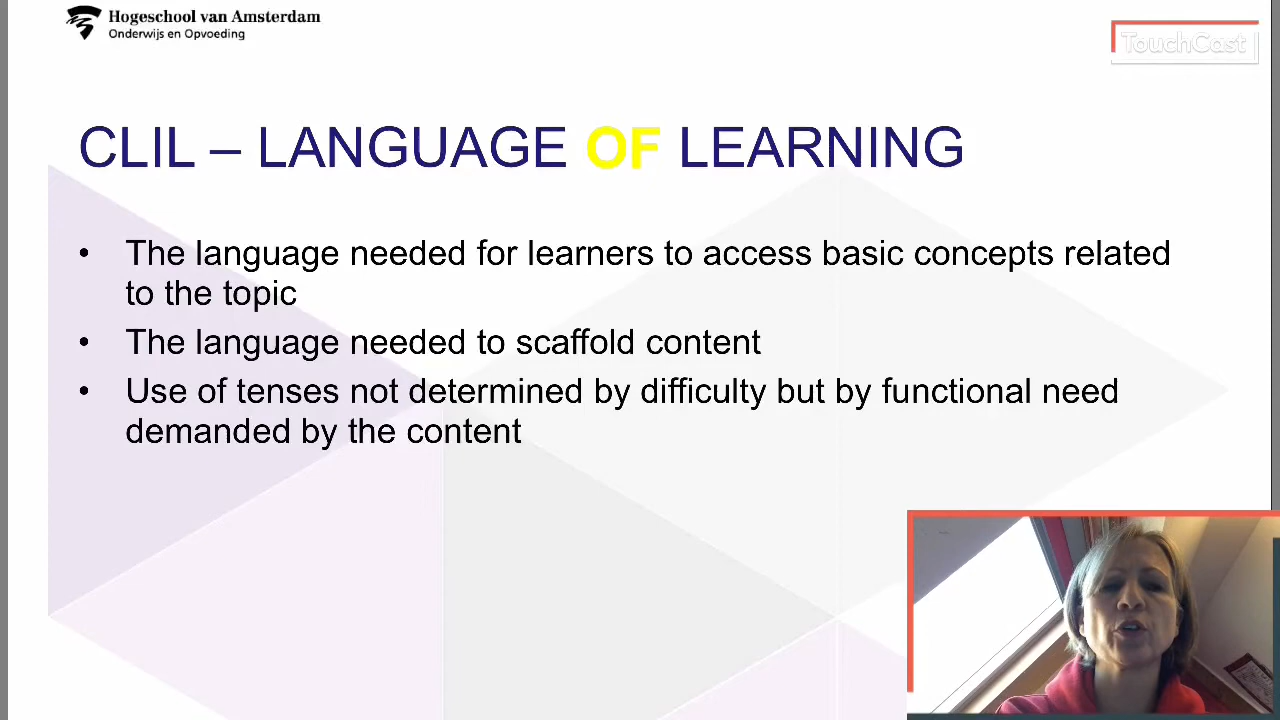 Hogeschool van Amsterdam
Onderwijs en Opvoeding
TouchCast
CLIL – LANGUAGE OF LEARNING
• The language needed for learners to access basic concepts related
to the topic
• The language needed to scaffold content
• Use of tenses not determined by difficulty but by functional need
demanded by the content